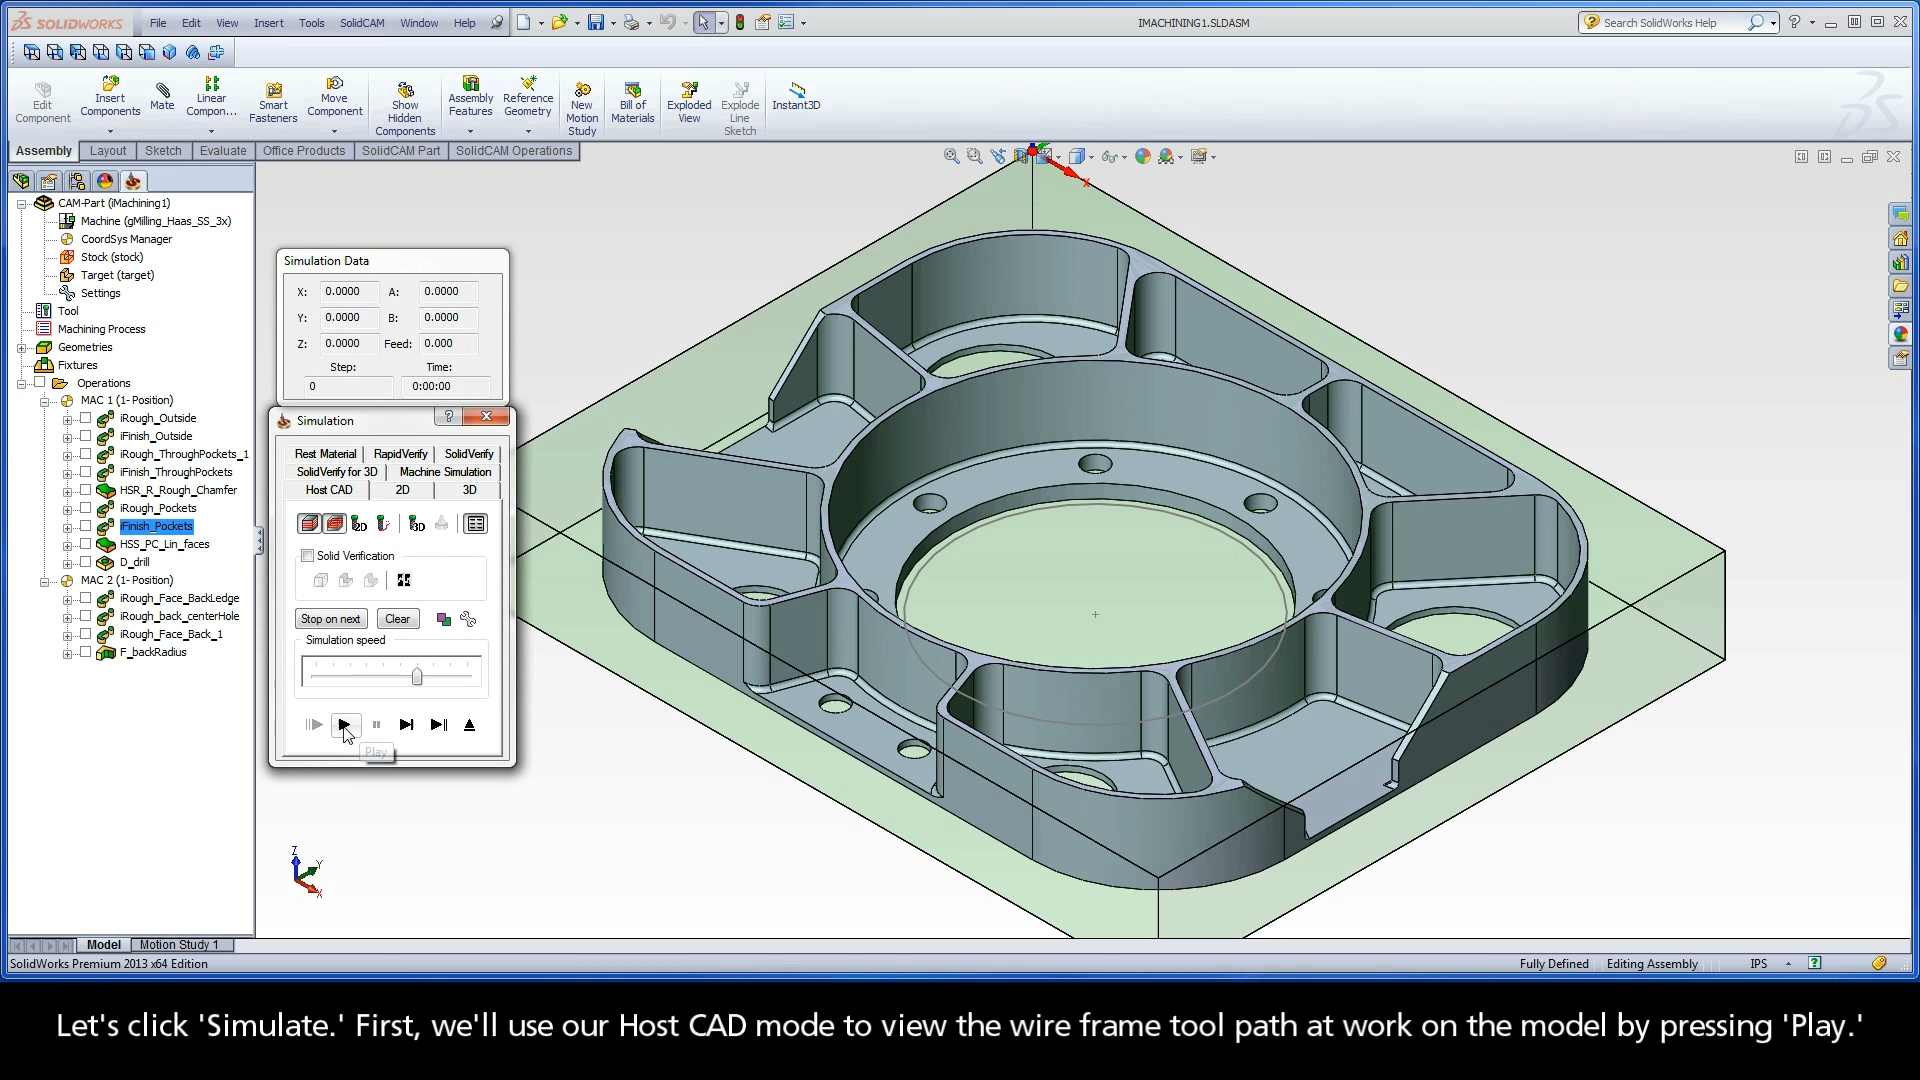 SOLIDWORKS File Edit View Insert Tools SolidCAM Window Help IMACHINING1.SLDASM Search SolidWorks Help
Edit Component
Insert Components
Mate
Linear Compon...
Smart Fasteners
Move Component
Show Hidden Components
Assembly Features
Reference Geometry
New Motion Study
Bill of Materials
Exploded View
Explode Line Sketch
Instant3D
Assembly Layout Sketch Evaluate Office Products SolidCAM Part SolidCAM Operations
CAM-Part (iMachining1)
Machine (gMilling_Haas_SS_3x)
CoordSys Manager
Stock (stock)
Target (target)
Settings
Tool
Machining Process
Geometries
Fixtures
Operations
MAC 1 (1- Position)
iRough_Outside
iFinish_Outside
iRough_ThroughPockets_1
iFinish_ThroughPockets
HSR_R_Rough_Chamfer
iRough_Pockets
iFinish_Pockets
HSS_PC_Lin_faces
D_drill
MAC 2 (1- Position)
iRough_Face_BackLedge
iRough_back_centerHole
iRough_Face_Back_1
F_backRadius
Simulation Data
X: 0.0000 A: 0.0000
Y: 0.0000 B: 0.0000
Z: 0.0000 Feed: 0.000
Step: Time:
0 0:00:00
Simulation
Rest Material RapidVerify SolidVerify
SolidVerify for 3D Machine Simulation
Host CAD 2D 3D
2D 3D
Solid Verification
Stop on next Clear
Simulation speed
Play
X
Z Y X
Model Motion Study 1
SolidWorks Premium 2013 x64 Edition Fully Defined Editing Assembly IPS
Let's click 'Simulate.' First, we'll use our Host CAD mode to view the wire frame tool path at work on the model by pressing 'Play.'